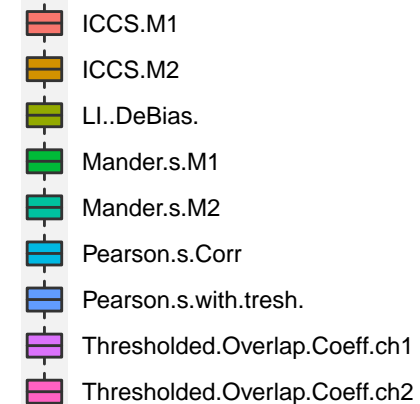 ICCS.M1
ICCS.M2
LI..DeBias.
Mander.s.M1
Mander.s.M2
Pearson.s.Corr
Pearson.s.with.tresh.
Thresholded.Overlap.Coeff.ch1
Thresholded.Overlap.Coeff.ch2